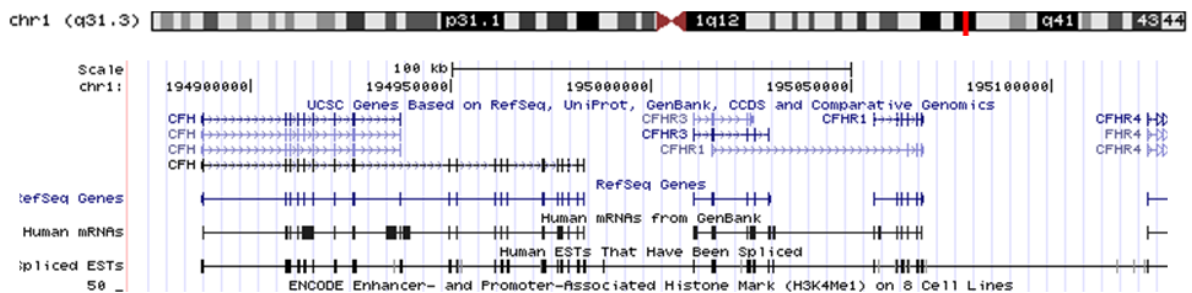 chr1 (q31.3) p31.1 1q12 q41 43 44
Scale 100 kb
chr1: 194900000 194950000 195000000 195050000 195100000
UCSC Genes Based on RefSeq, UniProt, GenBank, CCDS and Comparative Genomics
CFH CFHR3 CFHR1 CFHR4
CFH CFHR3 FHR4
CFH CFHR1 CFHR4
CFH
RefSeq Genes
efSeq Genes
Human mRNAs from GenBank
Human mRNAs
Human ESTs That Have Been Spliced
pliced ESTs
50 _ ENCODE Enhancer- and Promoter-Associated Histone Mark (H3K4Me1) on 8 Cell Lines